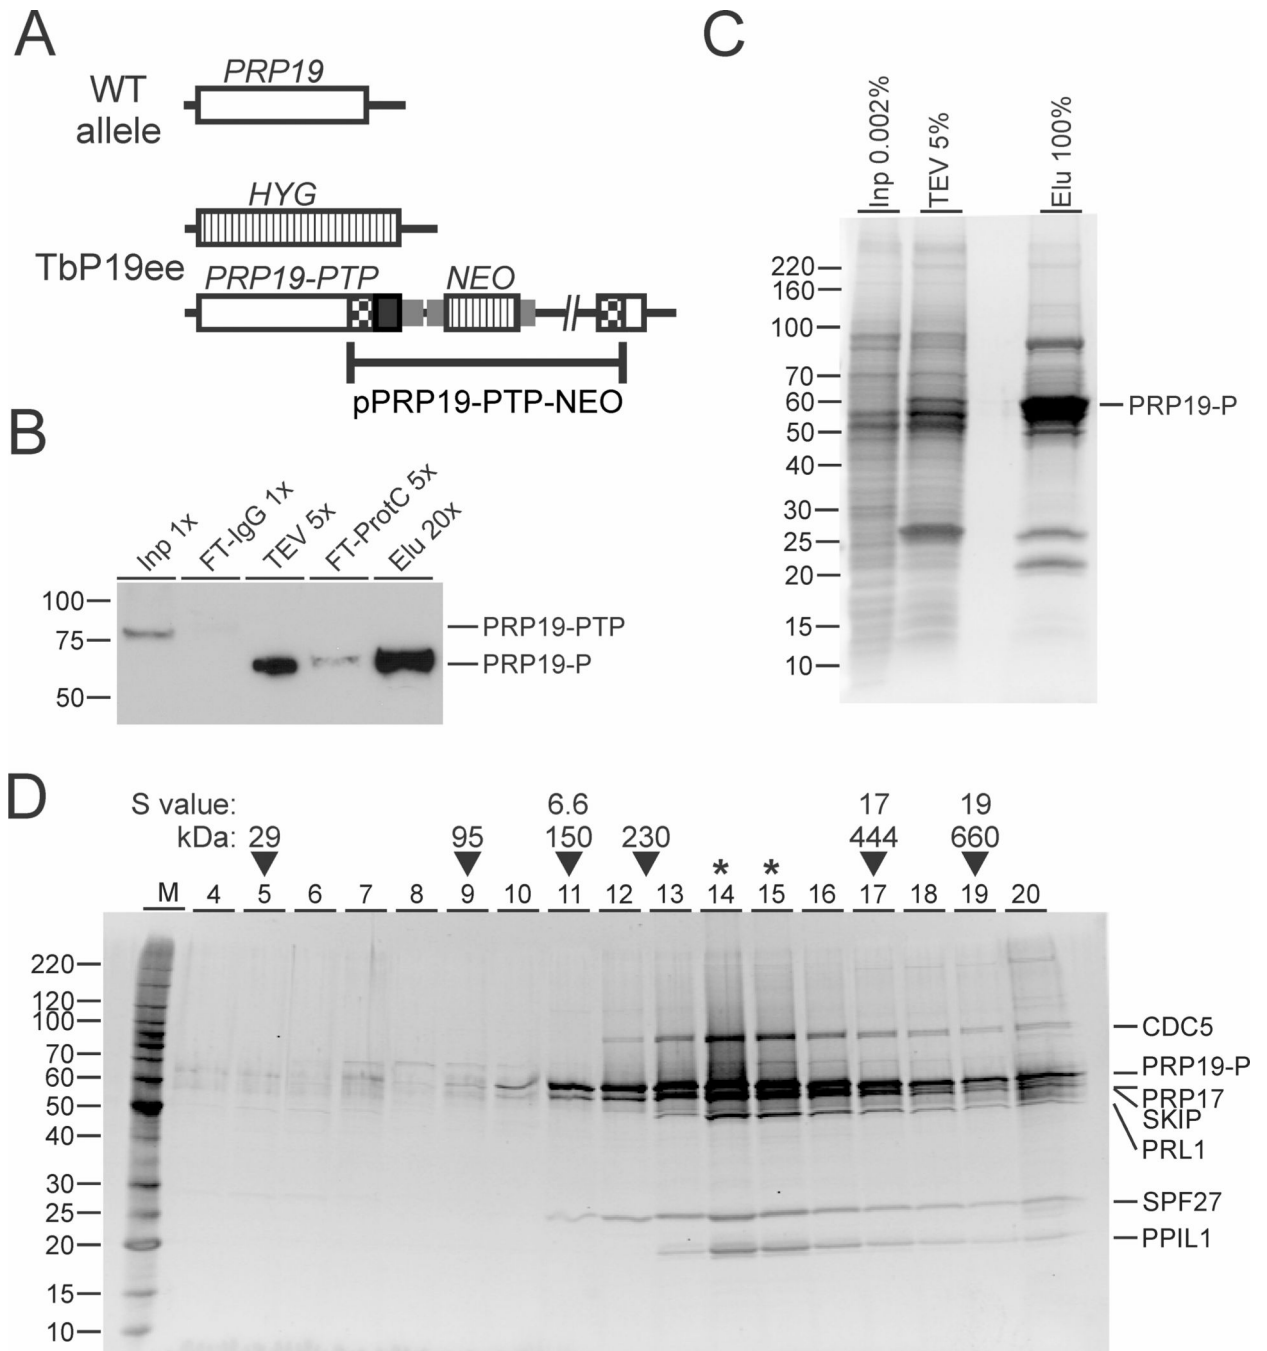 A
PRP19
WT
allele
HYG
TbP19ee
PRP19-PTP
NEO
//
pPRP19-PTP-NEO
B
Inp 1x
FT-IgG 1x
TEV 5x
FT-ProtC 5x
Elu 20x
100
75
50
PRP19-PTP
PRP19-P
C
Inp 0.002%
TEV 5%
Elu 100%
220
160
100
70
60
50
40
30
25
20
15
10
PRP19-P
D
S value: 6.6 17 19
kDa: 29 95 150 230 444 660
* *
M 4 5 6 7 8 9 10 11 12 13 14 15 16 17 18 19 20
220
120
100
70
60
50
40
30
25
20
15
10
CDC5
PRP19-P
PRP17
SKIP
PRL1
SPF27
PPIL1